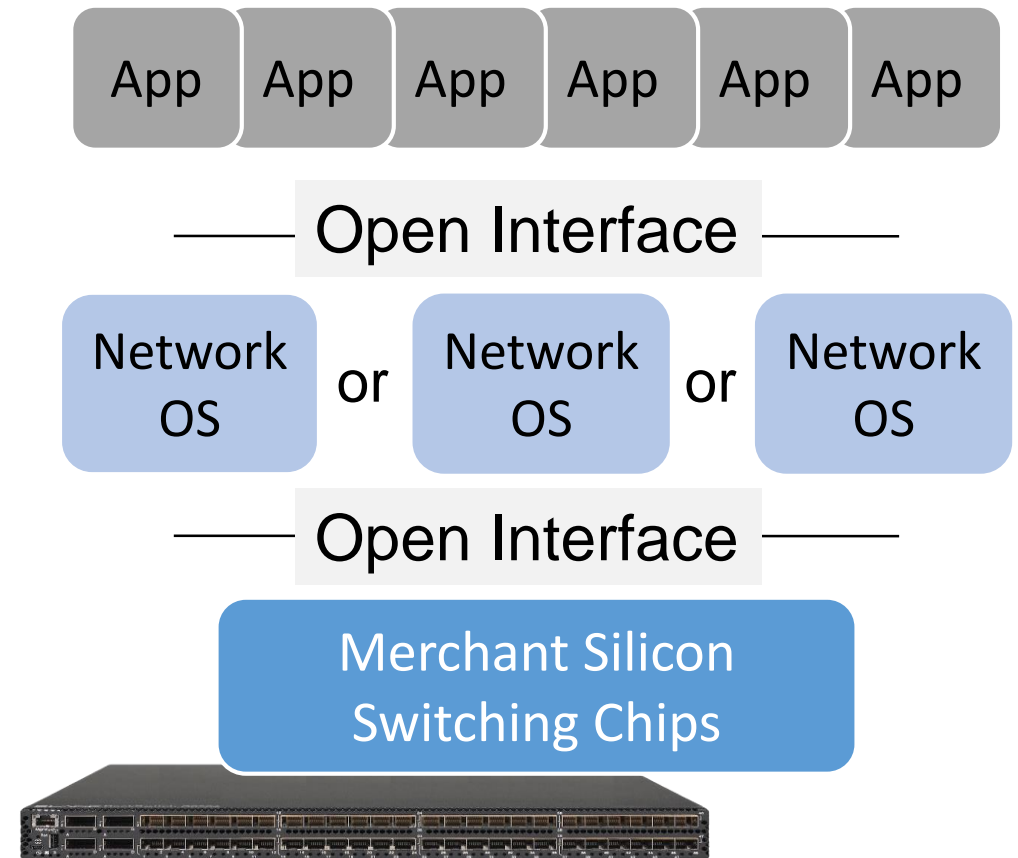 App App App App App App
Open Interface
Network or Network or Network
OS OS OS
Open Interface
Merchant Silicon
Switching Chips